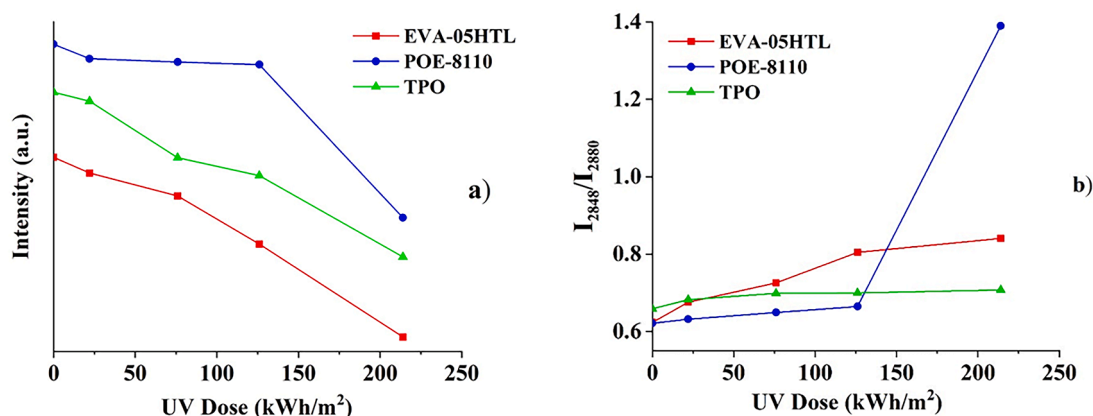 EVA-05HTL
POE-8110
TPO
Intensity (a.u.)
a)
0 50 100 150 200 250
UV Dose (kWh/m²)
1.4
1.2
1.0
0.8
0.6
EVA-05HTL
POE-8110
TPO
I₂₈₄₈/I₂₈₈₀
b)
0 50 100 150 200 250
UV Dose (kWh/m²)